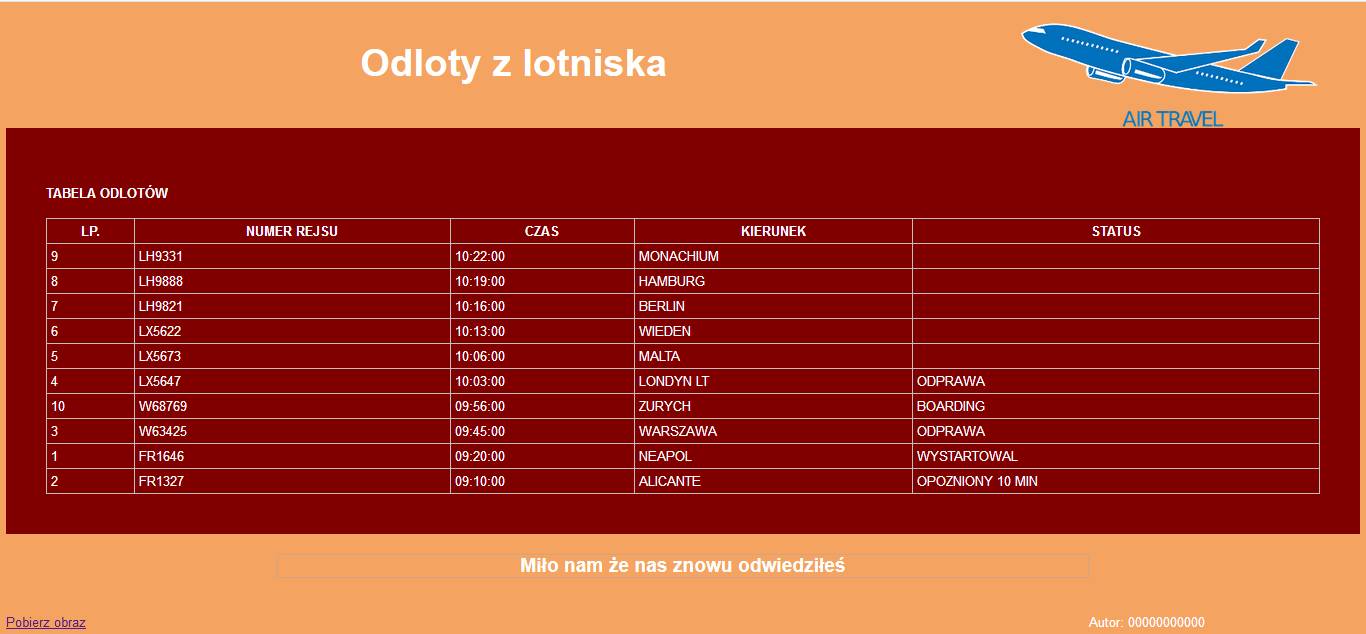 Odloty z lotniska
AIR TRAVEL
TABELA ODLOTÓW
LP. NUMER REJSU CZAS KIERUNEK STATUS
9 LH9331 10:22:00 MONACHIUM
8 LH9888 10:19:00 HAMBURG
7 LH9821 10:16:00 BERLIN
6 LX5622 10:13:00 WIEDEN
5 LX5673 10:06:00 MALTA
4 LX5647 10:03:00 LONDYN LT ODPRAWA
10 W68769 09:56:00 ZURYCH BOARDING
3 W63425 09:45:00 WARSZAWA ODPRAWA
1 FR1646 09:20:00 NEAPOL WYSTARTOWAL
2 FR1327 09:10:00 ALICANTE OPOZNIONY 10 MIN
Miło nam że nas znowu odwiedziłeś
Pobierz obraz
Autor: 00000000000